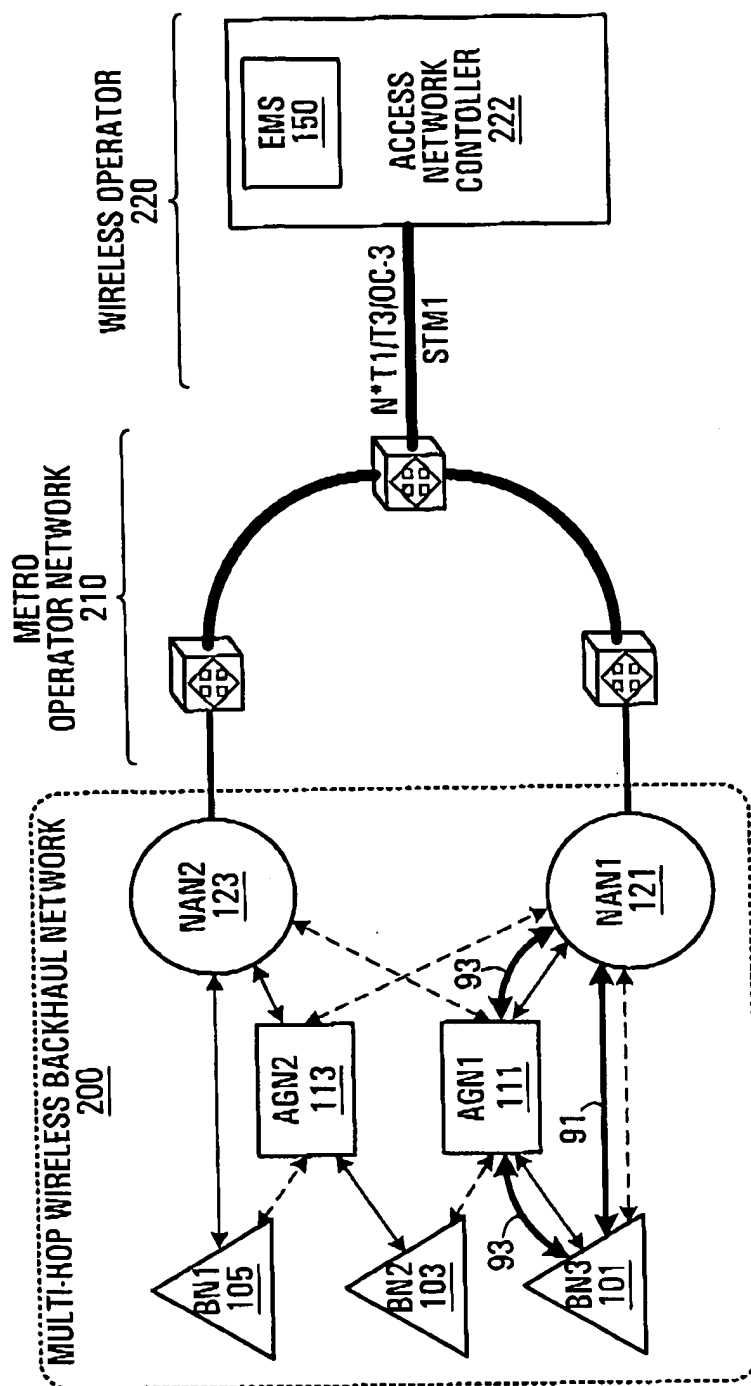 MULTI-HOP WIRELESS BACKHAUL NETWORK
200
METRO
OPERATOR NETWORK
210
WIRELESS OPERATOR
220
BN1
105
BN2
103
BN3
101
AGN2
113
AGN1
111
93
93
91
NAN2
123
NAN1
121
N*T1/T3/OC-3
STM1
EMS
150
ACCESS
NETWORK
CONTOLLER
222